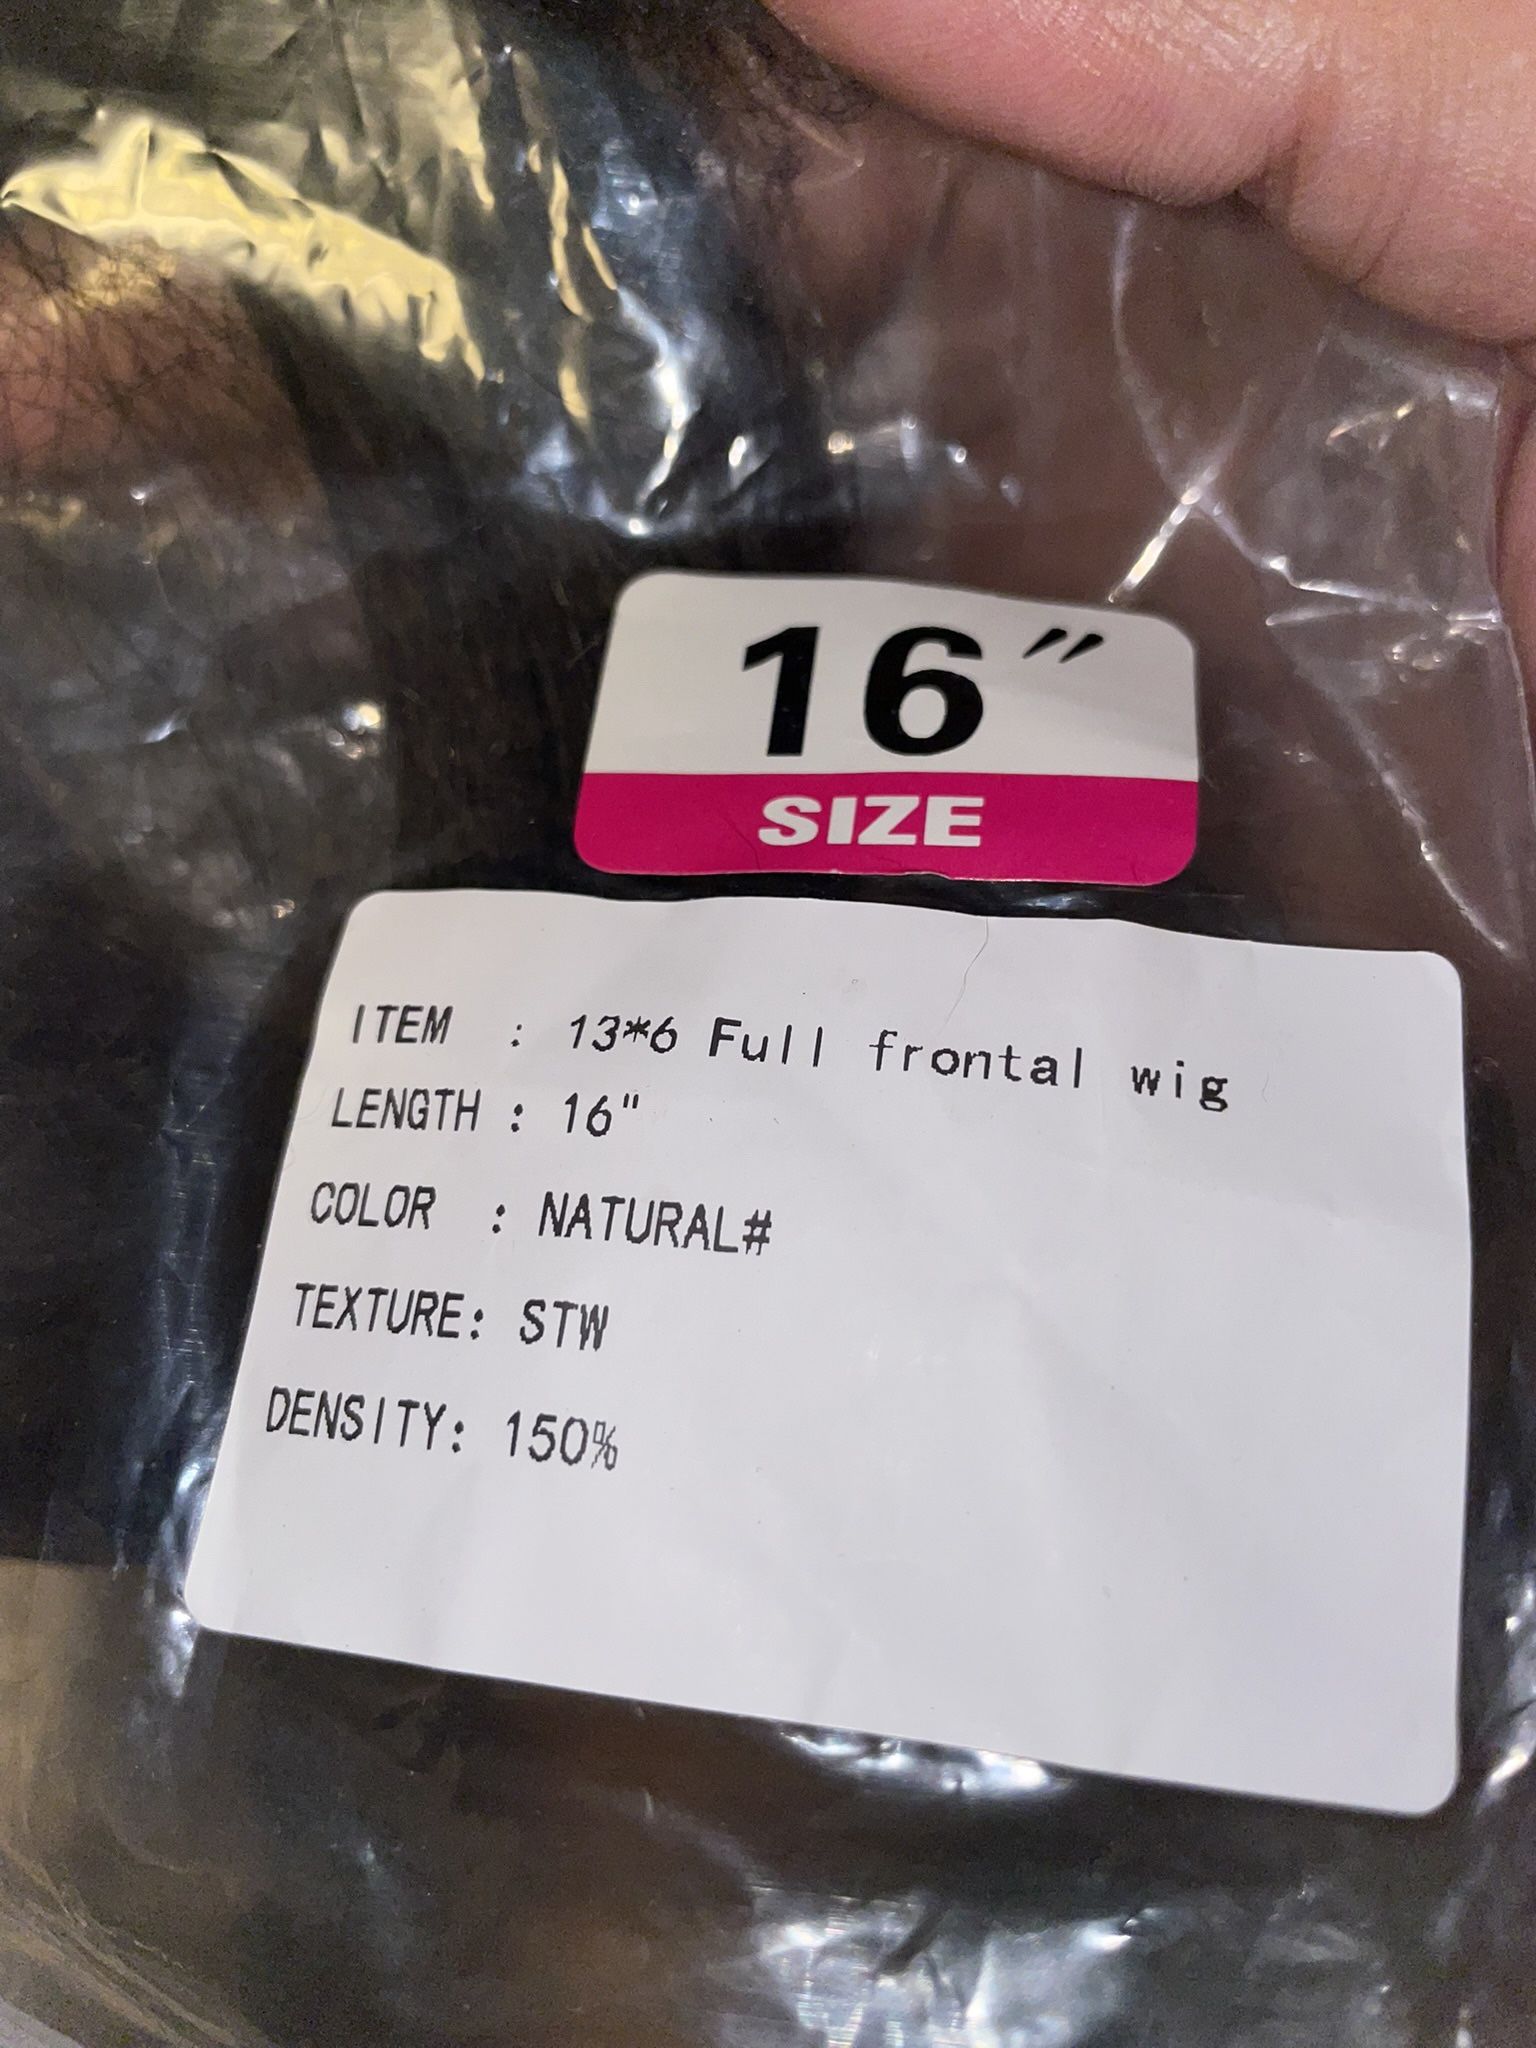 16"
SIZE
ITEM : 13*6 Full frontal wig
LENGTH : 16"
COLOR : NATURAL#
TEXTURE: STW
DENSITY: 150%